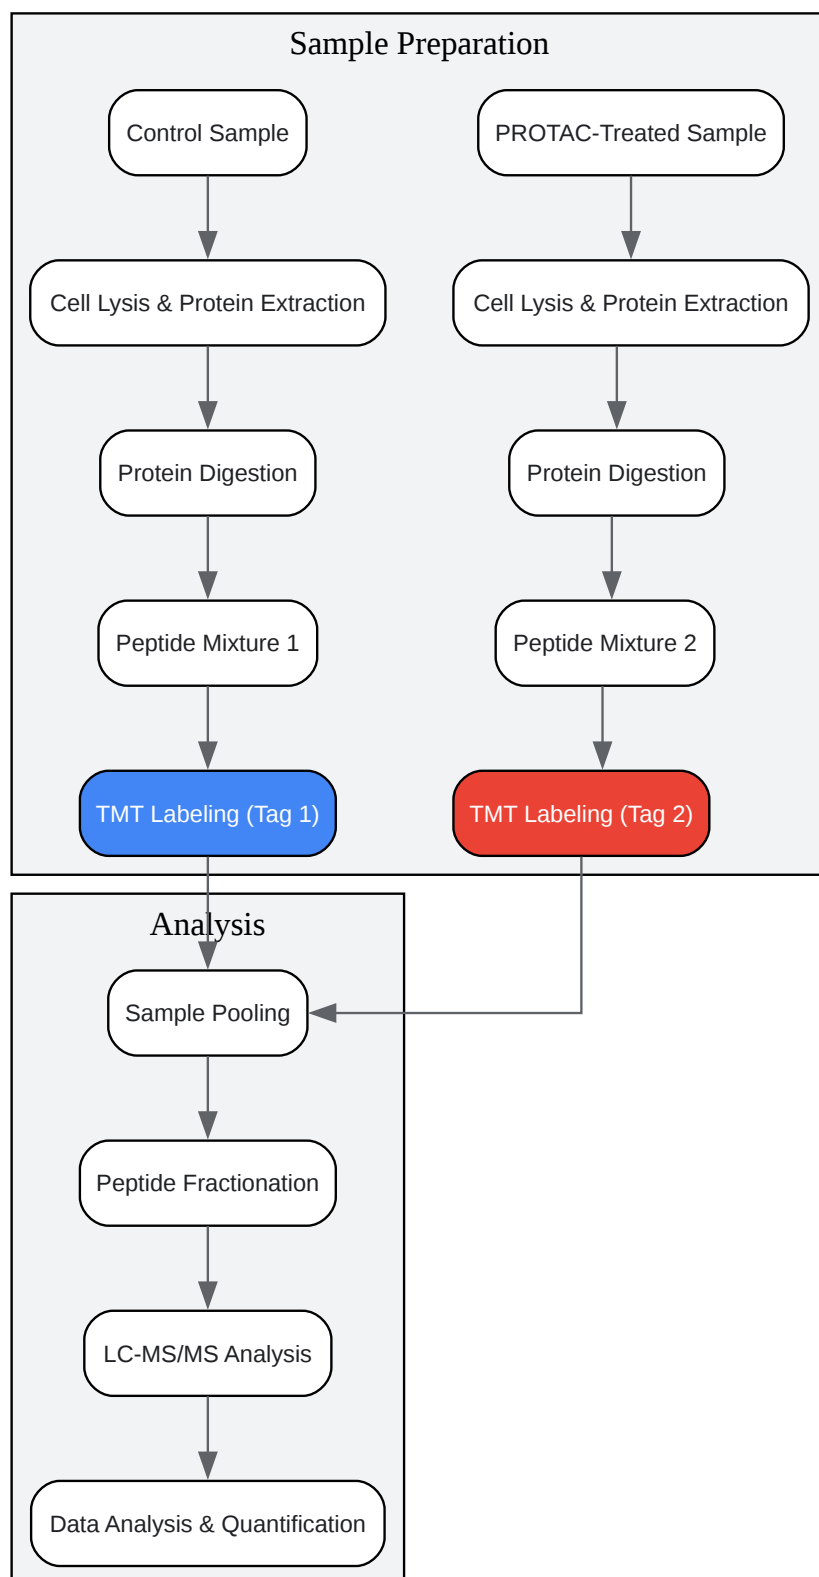 Sample Preparation
Control Sample
PROTAC-Treated Sample
Cell Lysis & Protein Extraction
Cell Lysis & Protein Extraction
Protein Digestion
Protein Digestion
Peptide Mixture 1
Peptide Mixture 2
TMT Labeling (Tag 1)
TMT Labeling (Tag 2)
Analysis
Sample Pooling
Peptide Fractionation
LC-MS/MS Analysis
Data Analysis & Quantification